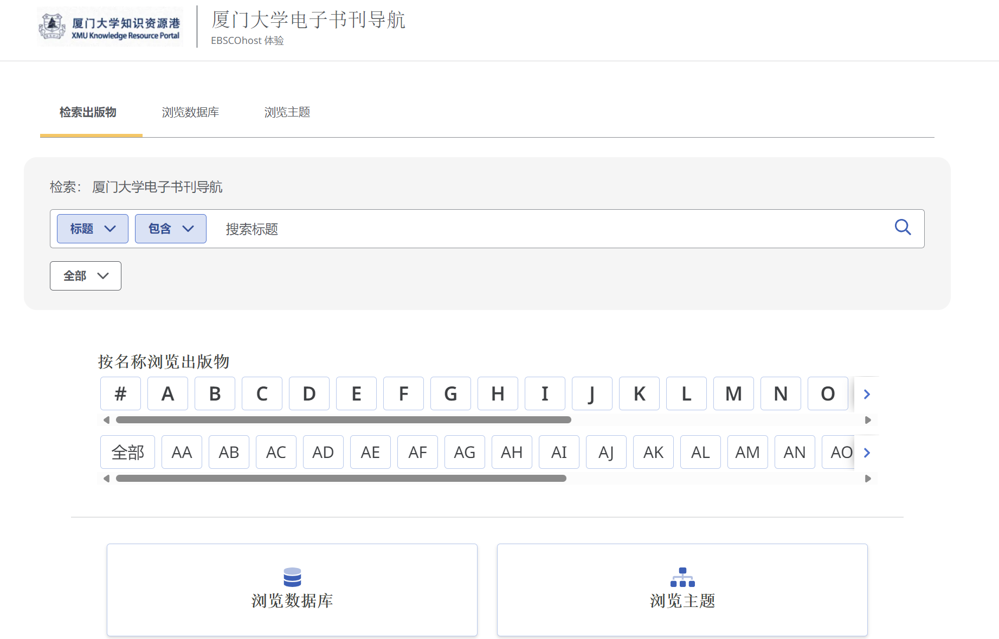 厦门大学知识资源港
XMU Knowledge Resource Portal
厦门大学电子书刊导航
EBSCOhost 体验
检索出版物 浏览数据库 浏览主题
检索： 厦门大学电子书刊导航
标题 包含 搜索标题
全部
按名称浏览出版物
# A B C D E F G H I J K L M N O
全部 AA AB AC AD AE AF AG AH AI AJ AK AL AM AN AO
浏览数据库 浏览主题